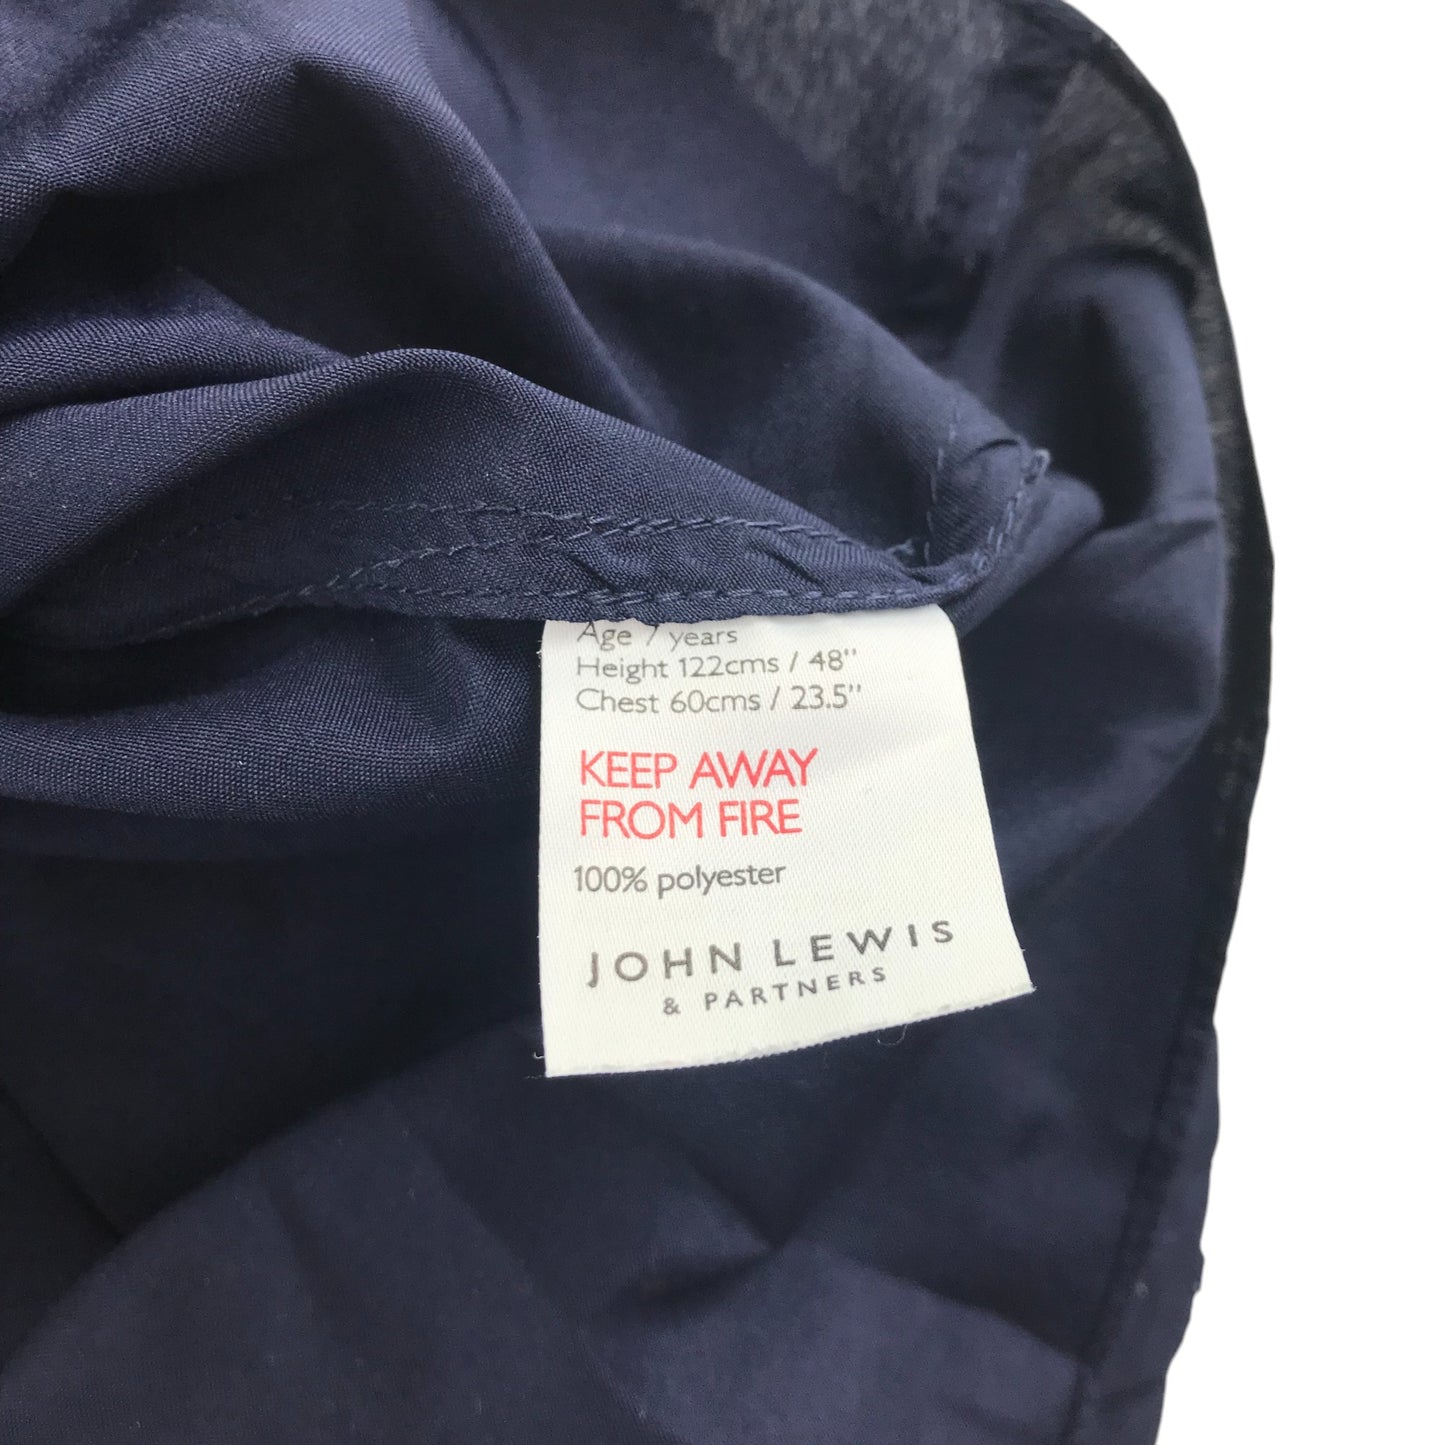 Age 7 years
Height 122cms / 48"
Chest 60cms / 23.5"
KEEP AWAY
FROM FIRE
100% polyester
JOHN LEWIS
& PARTNERS